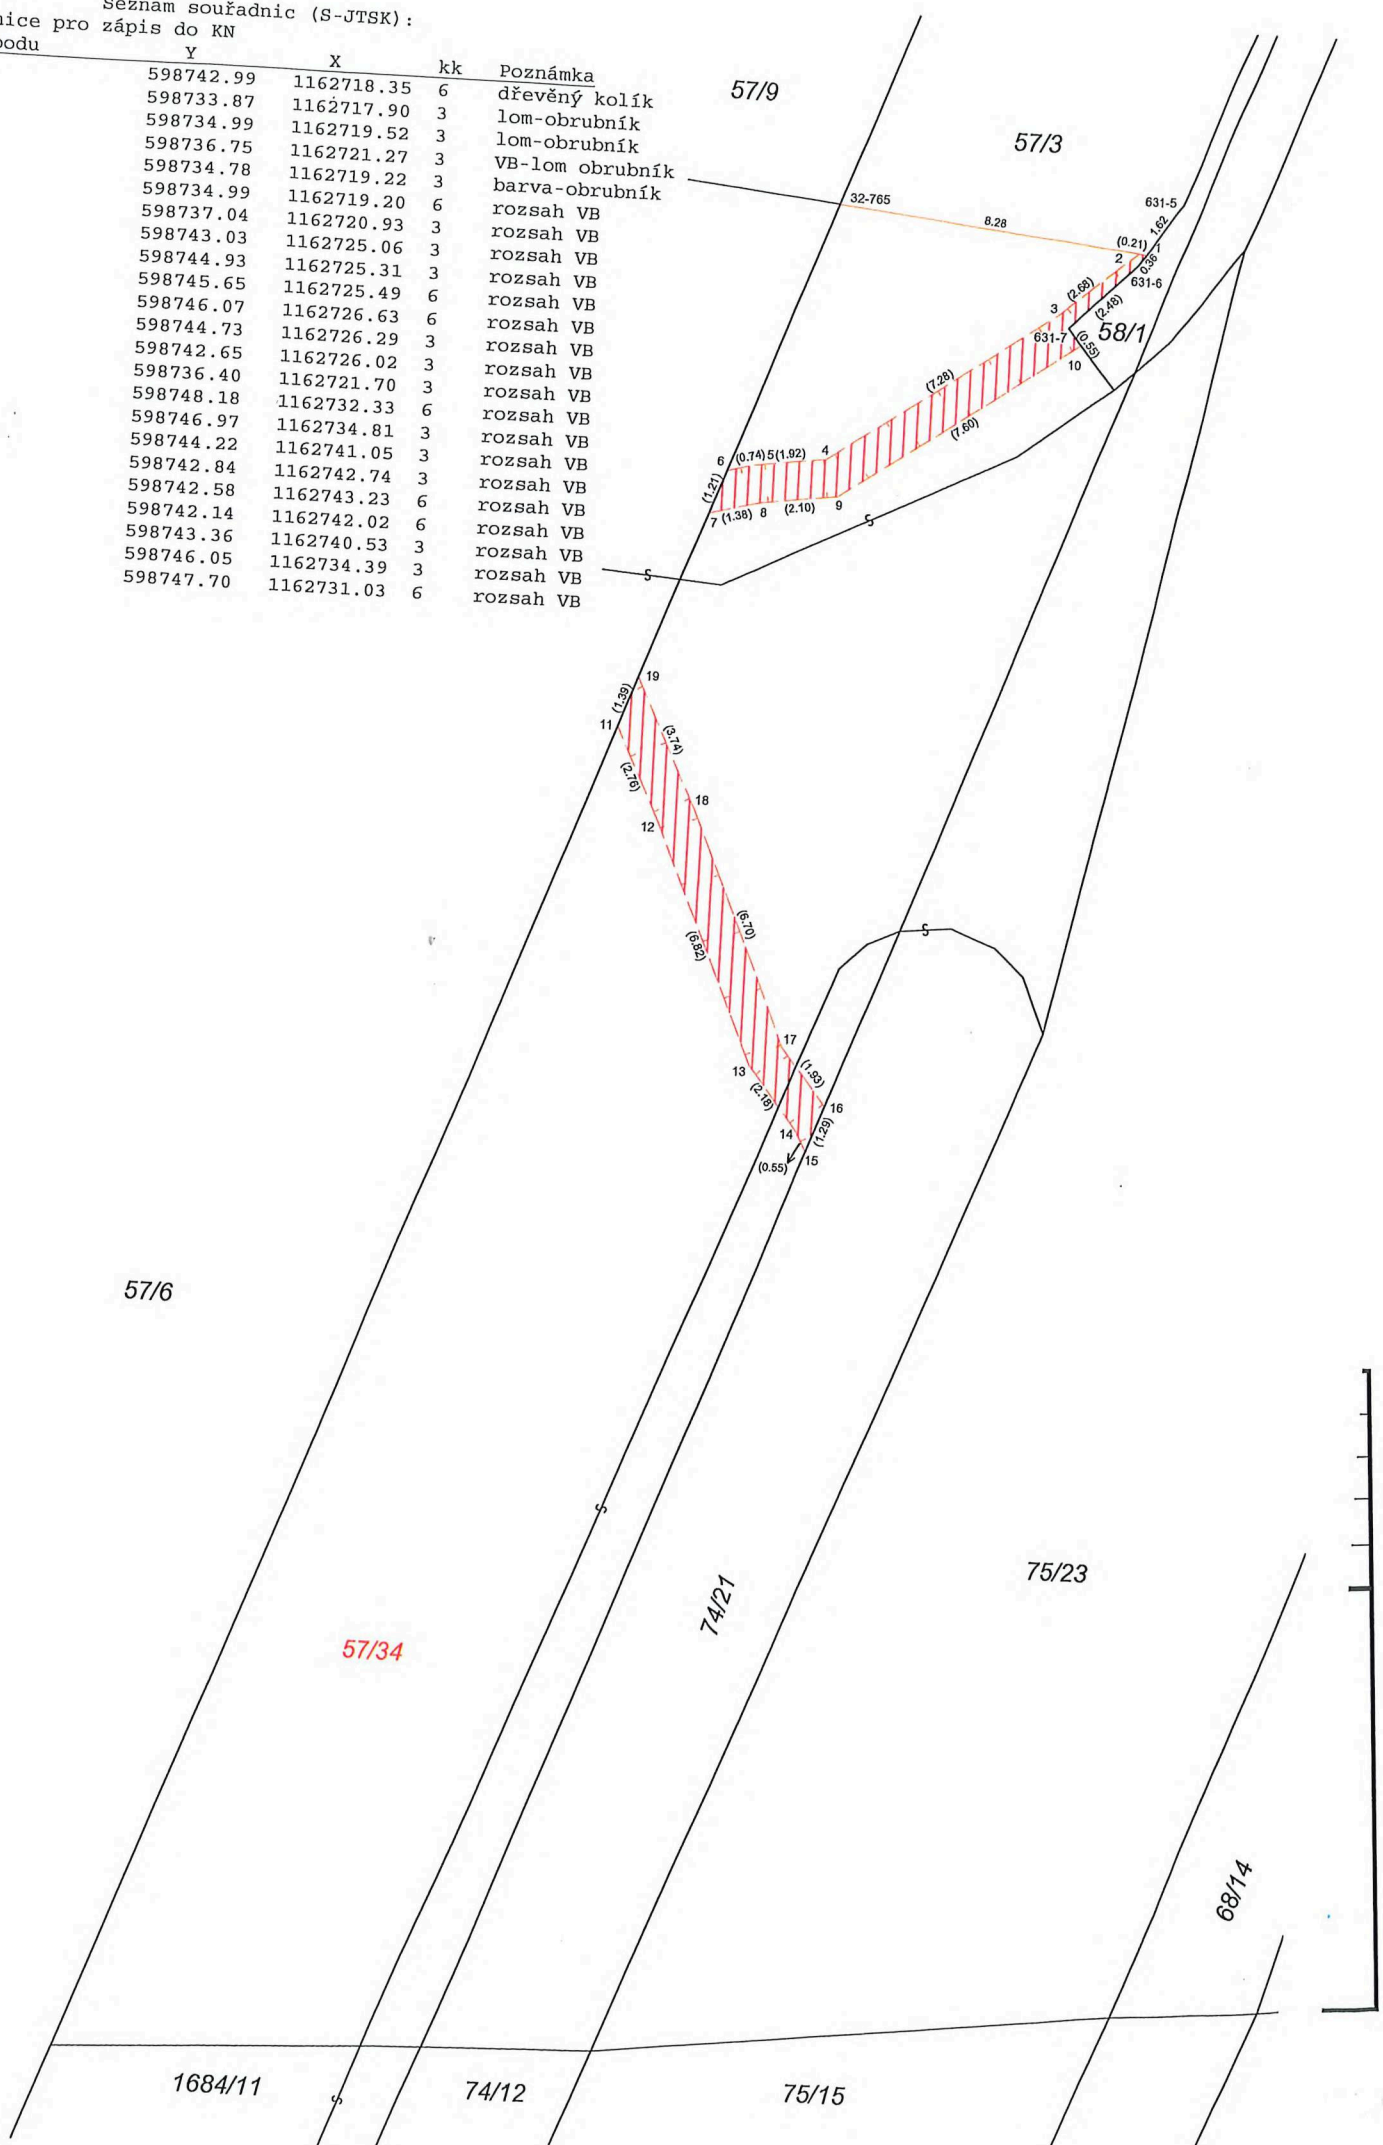 Seznam souřadnic (S-JTSK):
pro zápis do KN
Y X kk Poznámka
598742.99 1162718.35 6 dřevěný kolík
598733.87 1162717.90 3 lom-obrubník
598734.99 1162719.52 3 lom-obrubník
598736.75 1162721.27 3 VB-lom obrubník
598734.78 1162719.22 3 barva-obrubník
598734.99 1162719.20 6 rozsah VB
598737.04 1162720.93 3 rozsah VB
598743.03 1162725.06 3 rozsah VB
598744.93 1162725.31 3 rozsah VB
598745.65 1162725.49 6 rozsah VB
598746.07 1162726.63 6 rozsah VB
598744.73 1162726.29 3 rozsah VB
598742.65 1162726.02 3 rozsah VB
598736.40 1162721.70 3 rozsah VB
598748.18 1162732.33 6 rozsah VB
598746.97 1162734.81 3 rozsah VB
598744.22 1162741.05 3 rozsah VB
598742.84 1162742.74 3 rozsah VB
598742.58 1162743.23 6 rozsah VB
598742.14 1162742.02 6 rozsah VB
598743.36 1162740.53 3 rozsah VB
598746.05 1162734.39 3 rozsah VB
598747.70 1162731.03 6 rozsah VB
57/9
57/3
32-765
8.28
631-5
1.62
(0.21)
1
2
0.36
631-6
(2.68)
3
(2.48)
631-7
58/1
(0.55)
10
(7.28)
(7.60)
6
(0.74)
5
(1.92)
4
(1.21)
7
(1.38)
8
(2.10)
9
19
(1.39)
11
(3.74)
(2.76)
18
12
(6.70)
(6.82)
17
13
(1.93)
(2.18)
16
14
(1.29)
(0.55)
15
57/6
57/34
74/21
75/23
68/14
1684/11
74/12
75/15